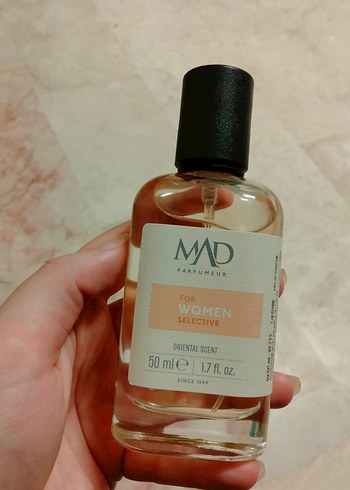 MAD
PARFUMEUR
FOR
WOMEN
SELECTIVE
ORIENTAL SCENT
50 ml ℮ 1.7 fl. oz.
SINCE 1999